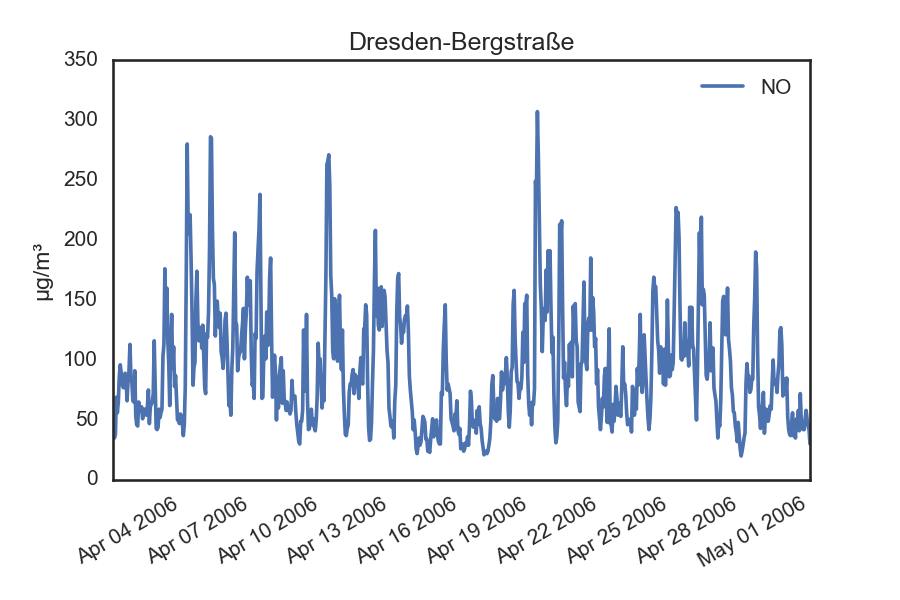 Dresden-Bergstraße
350
300
250
200
150
100
50
0
µg/m³
NO
Apr 04 2006
Apr 07 2006
Apr 10 2006
Apr 13 2006
Apr 16 2006
Apr 19 2006
Apr 22 2006
Apr 25 2006
Apr 28 2006
May 01 2006